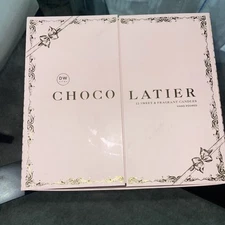 DW
CHOCO LATIER
12 SWEET & FRAGRANT CANDLES